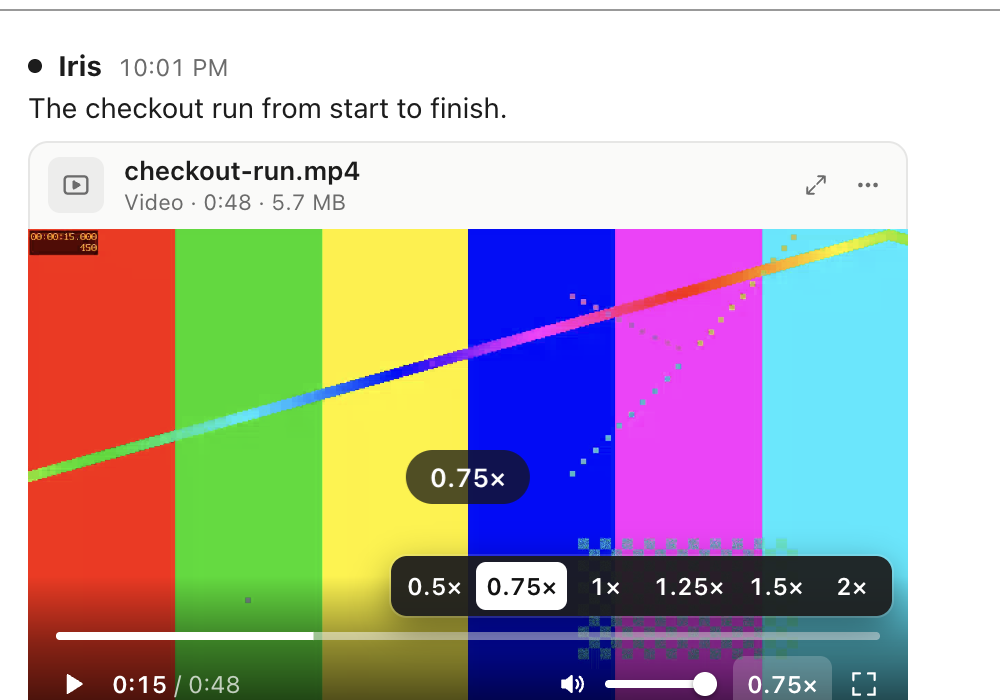 Iris 10:01 PM
The checkout run from start to finish.
checkout-run.mp4
Video · 0:48 · 5.7 MB
00:00:15.000
450
0.75×
0.5× 0.75× 1× 1.25× 1.5× 2×
0:15 / 0:48 0.75×